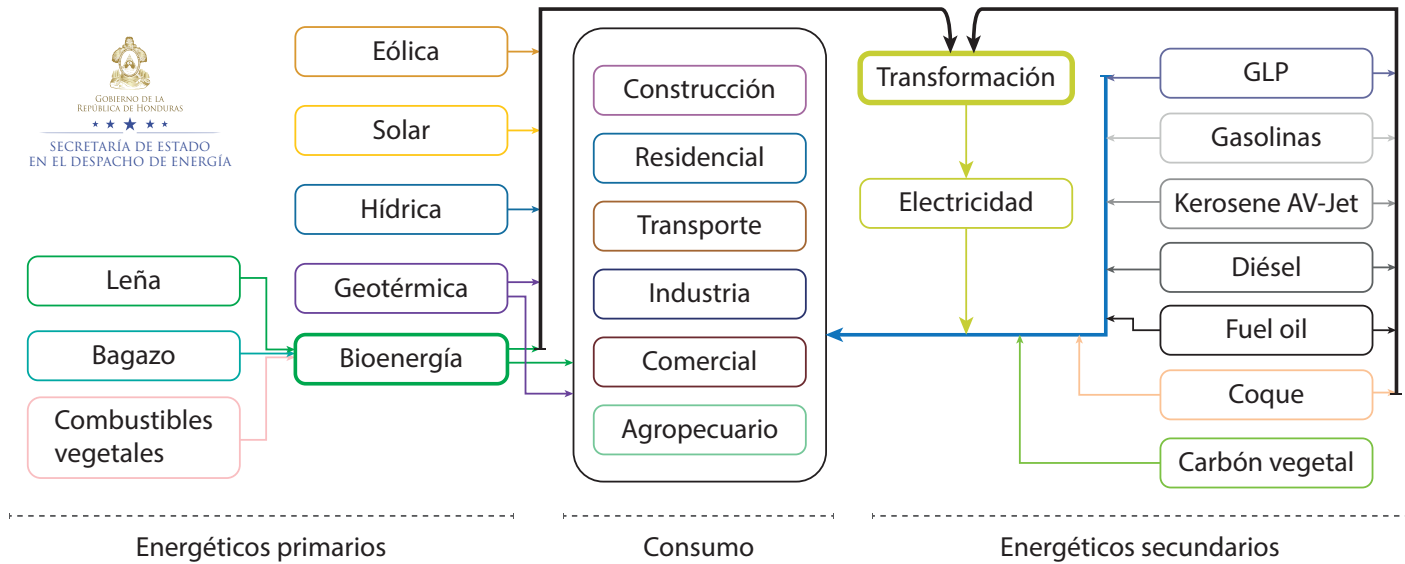 GOBIERNO DE LA
REPÚBLICA DE HONDURAS
SECRETARÍA DE ESTADO
EN EL DESPACHO DE ENERGÍA
Eólica
Solar
Hídrica
Geotérmica
Leña
Bagazo
Combustibles
vegetales
Bioenergía
Construcción
Residencial
Transporte
Industria
Comercial
Agropecuario
Transformación
Electricidad
GLP
Gasolinas
Kerosene AV-Jet
Diésel
Fuel oil
Coque
Carbón vegetal
Energéticos primarios
Consumo
Energéticos secundarios